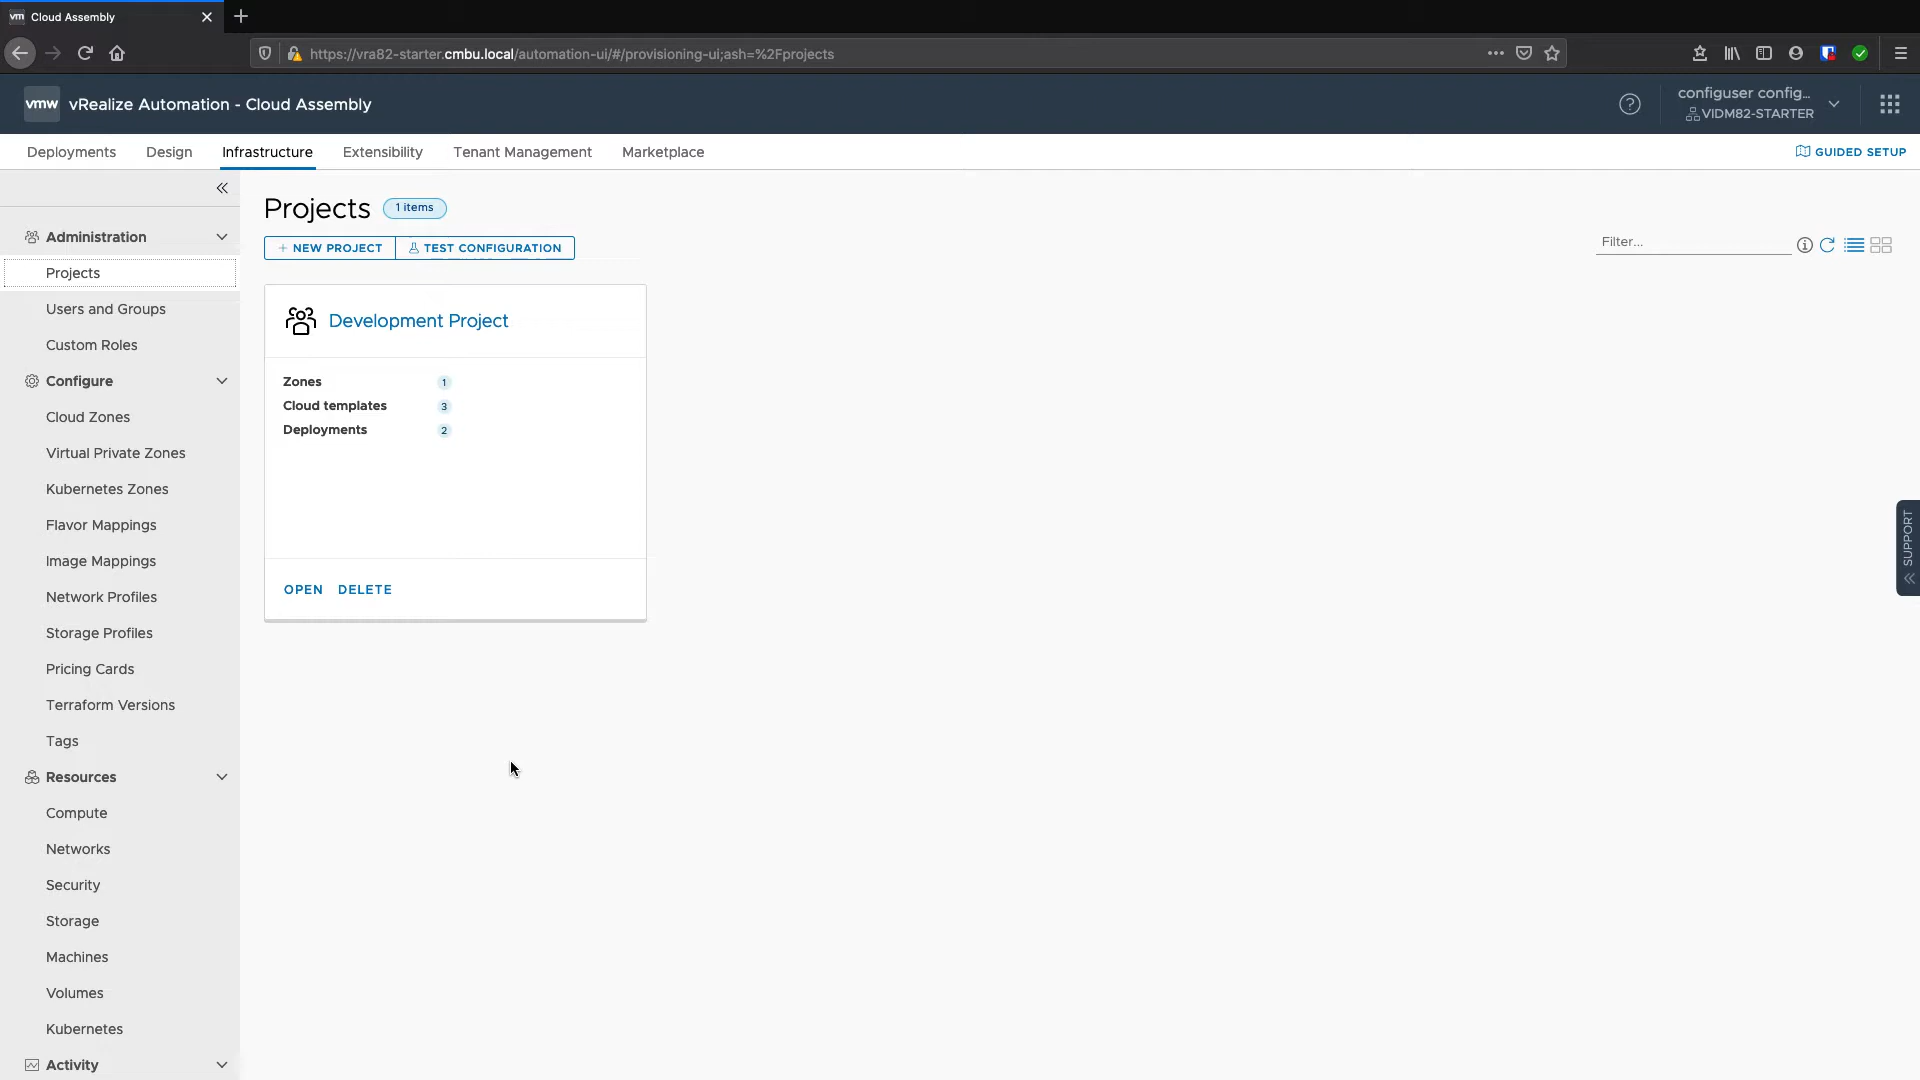 vm Cloud Assembly
https://vra82-starter.cmbu.local/automation-ui/#/provisioning-ui;ash=%2Fprojects
vmw vRealize Automation - Cloud Assembly
configuser config...
VIDM82-STARTER
Deployments Design Infrastructure Extensibility Tenant Management Marketplace
GUIDED SETUP
Administration
Projects
Users and Groups
Custom Roles
Configure
Cloud Zones
Virtual Private Zones
Kubernetes Zones
Flavor Mappings
Image Mappings
Network Profiles
Storage Profiles
Pricing Cards
Terraform Versions
Tags
Resources
Compute
Networks
Security
Storage
Machines
Volumes
Kubernetes
Activity
Projects 1 items
+ NEW PROJECT TEST CONFIGURATION
Filter...
Development Project
Zones 1
Cloud templates 3
Deployments 2
OPEN DELETE
SUPPORT